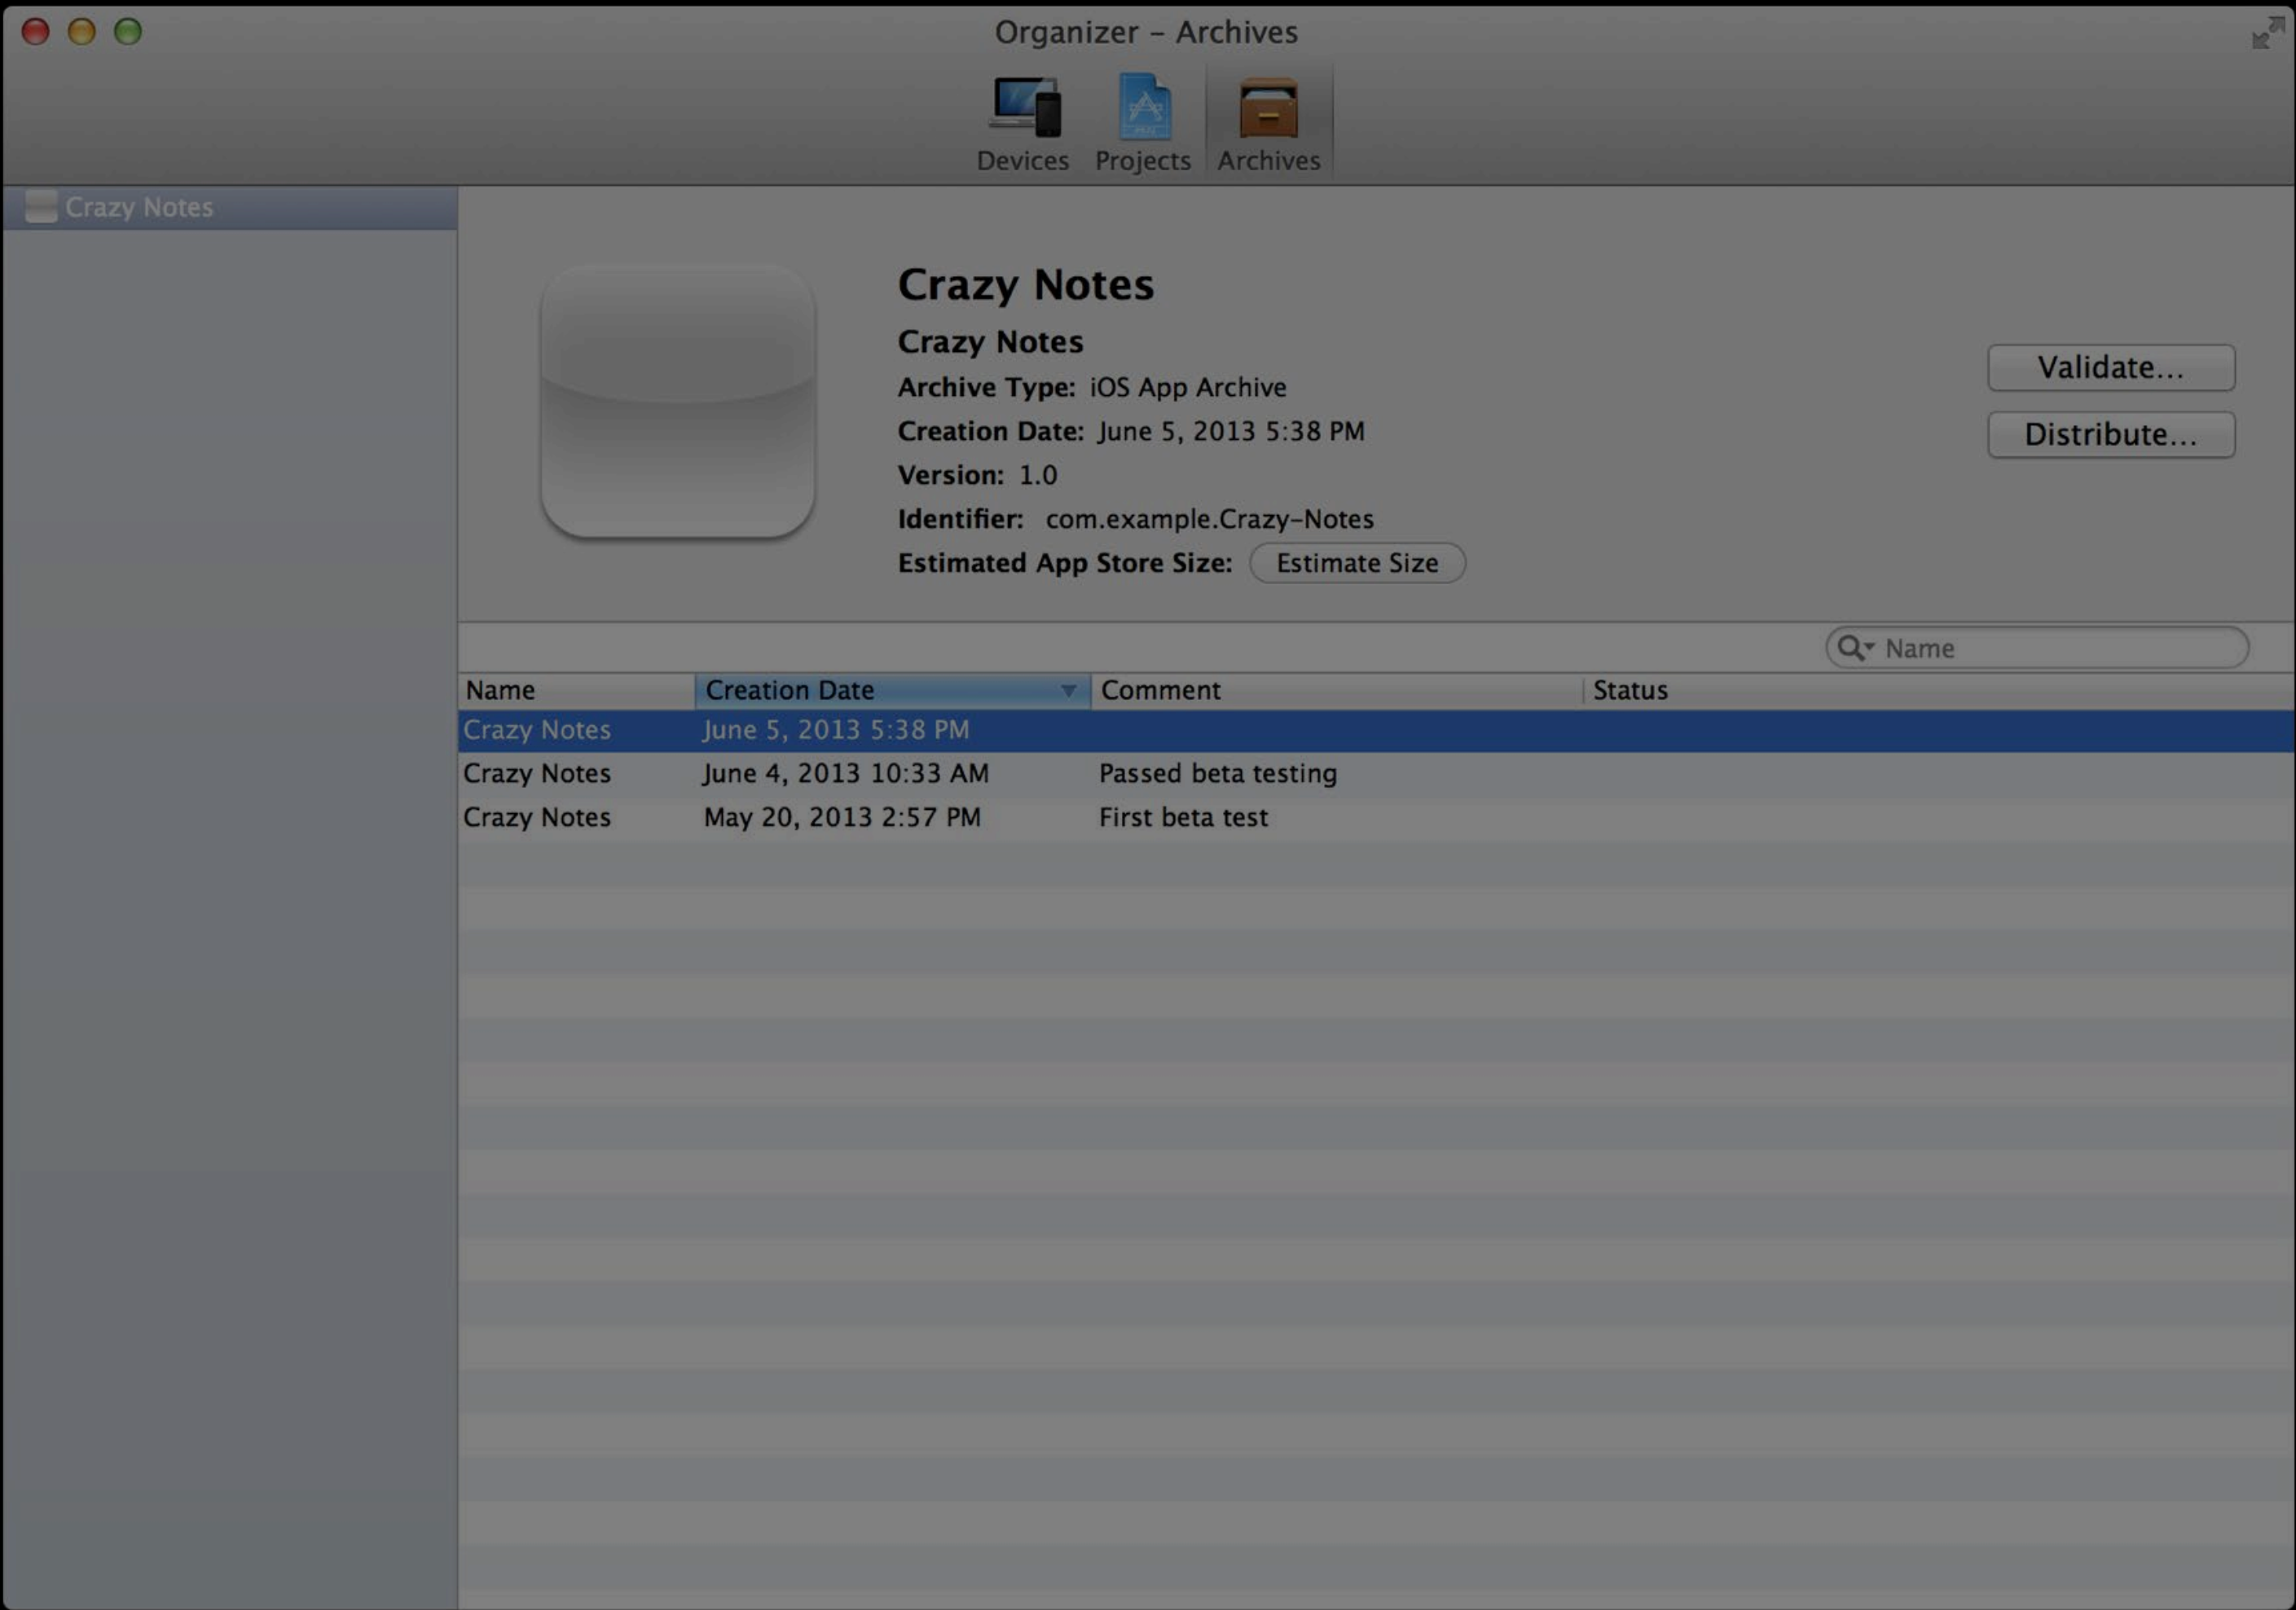 Organizer – Archives
Devices Projects Archives
Crazy Notes
Crazy Notes
Crazy Notes
Archive Type: iOS App Archive
Creation Date: June 5, 2013 5:38 PM
Version: 1.0
Identifier: com.example.Crazy-Notes
Estimated App Store Size: Estimate Size
Validate...
Distribute...
Name
Name Creation Date Comment Status
Crazy Notes June 5, 2013 5:38 PM
Crazy Notes June 4, 2013 10:33 AM Passed beta testing
Crazy Notes May 20, 2013 2:57 PM First beta test